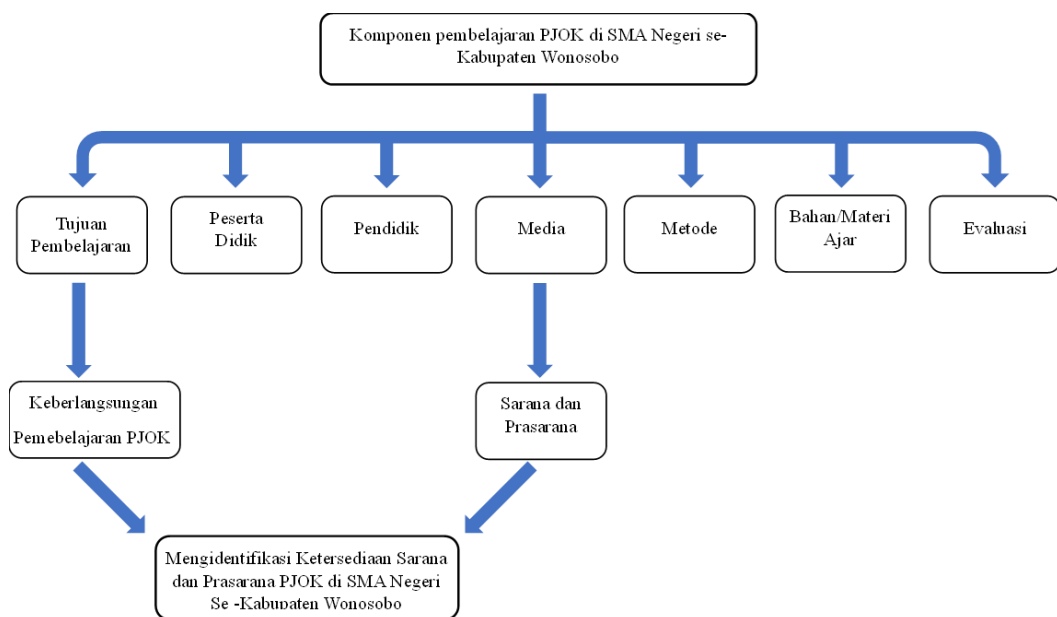 Komponen pembelajaran PJOK di SMA Negeri se-
Kabupaten Wonosobo
Tujuan
Pembelajaran
Peserta
Didik
Pendidik
Media
Metode
Bahan/Materi
Ajar
Evaluasi
Keberlangsungan
Pemebelajaran PJOK
Sarana dan
Prasarana
Mengidentifikasi Ketersediaan Sarana
dan Prasarana PJOK di SMA Negeri
Se -Kabupaten Wonosobo